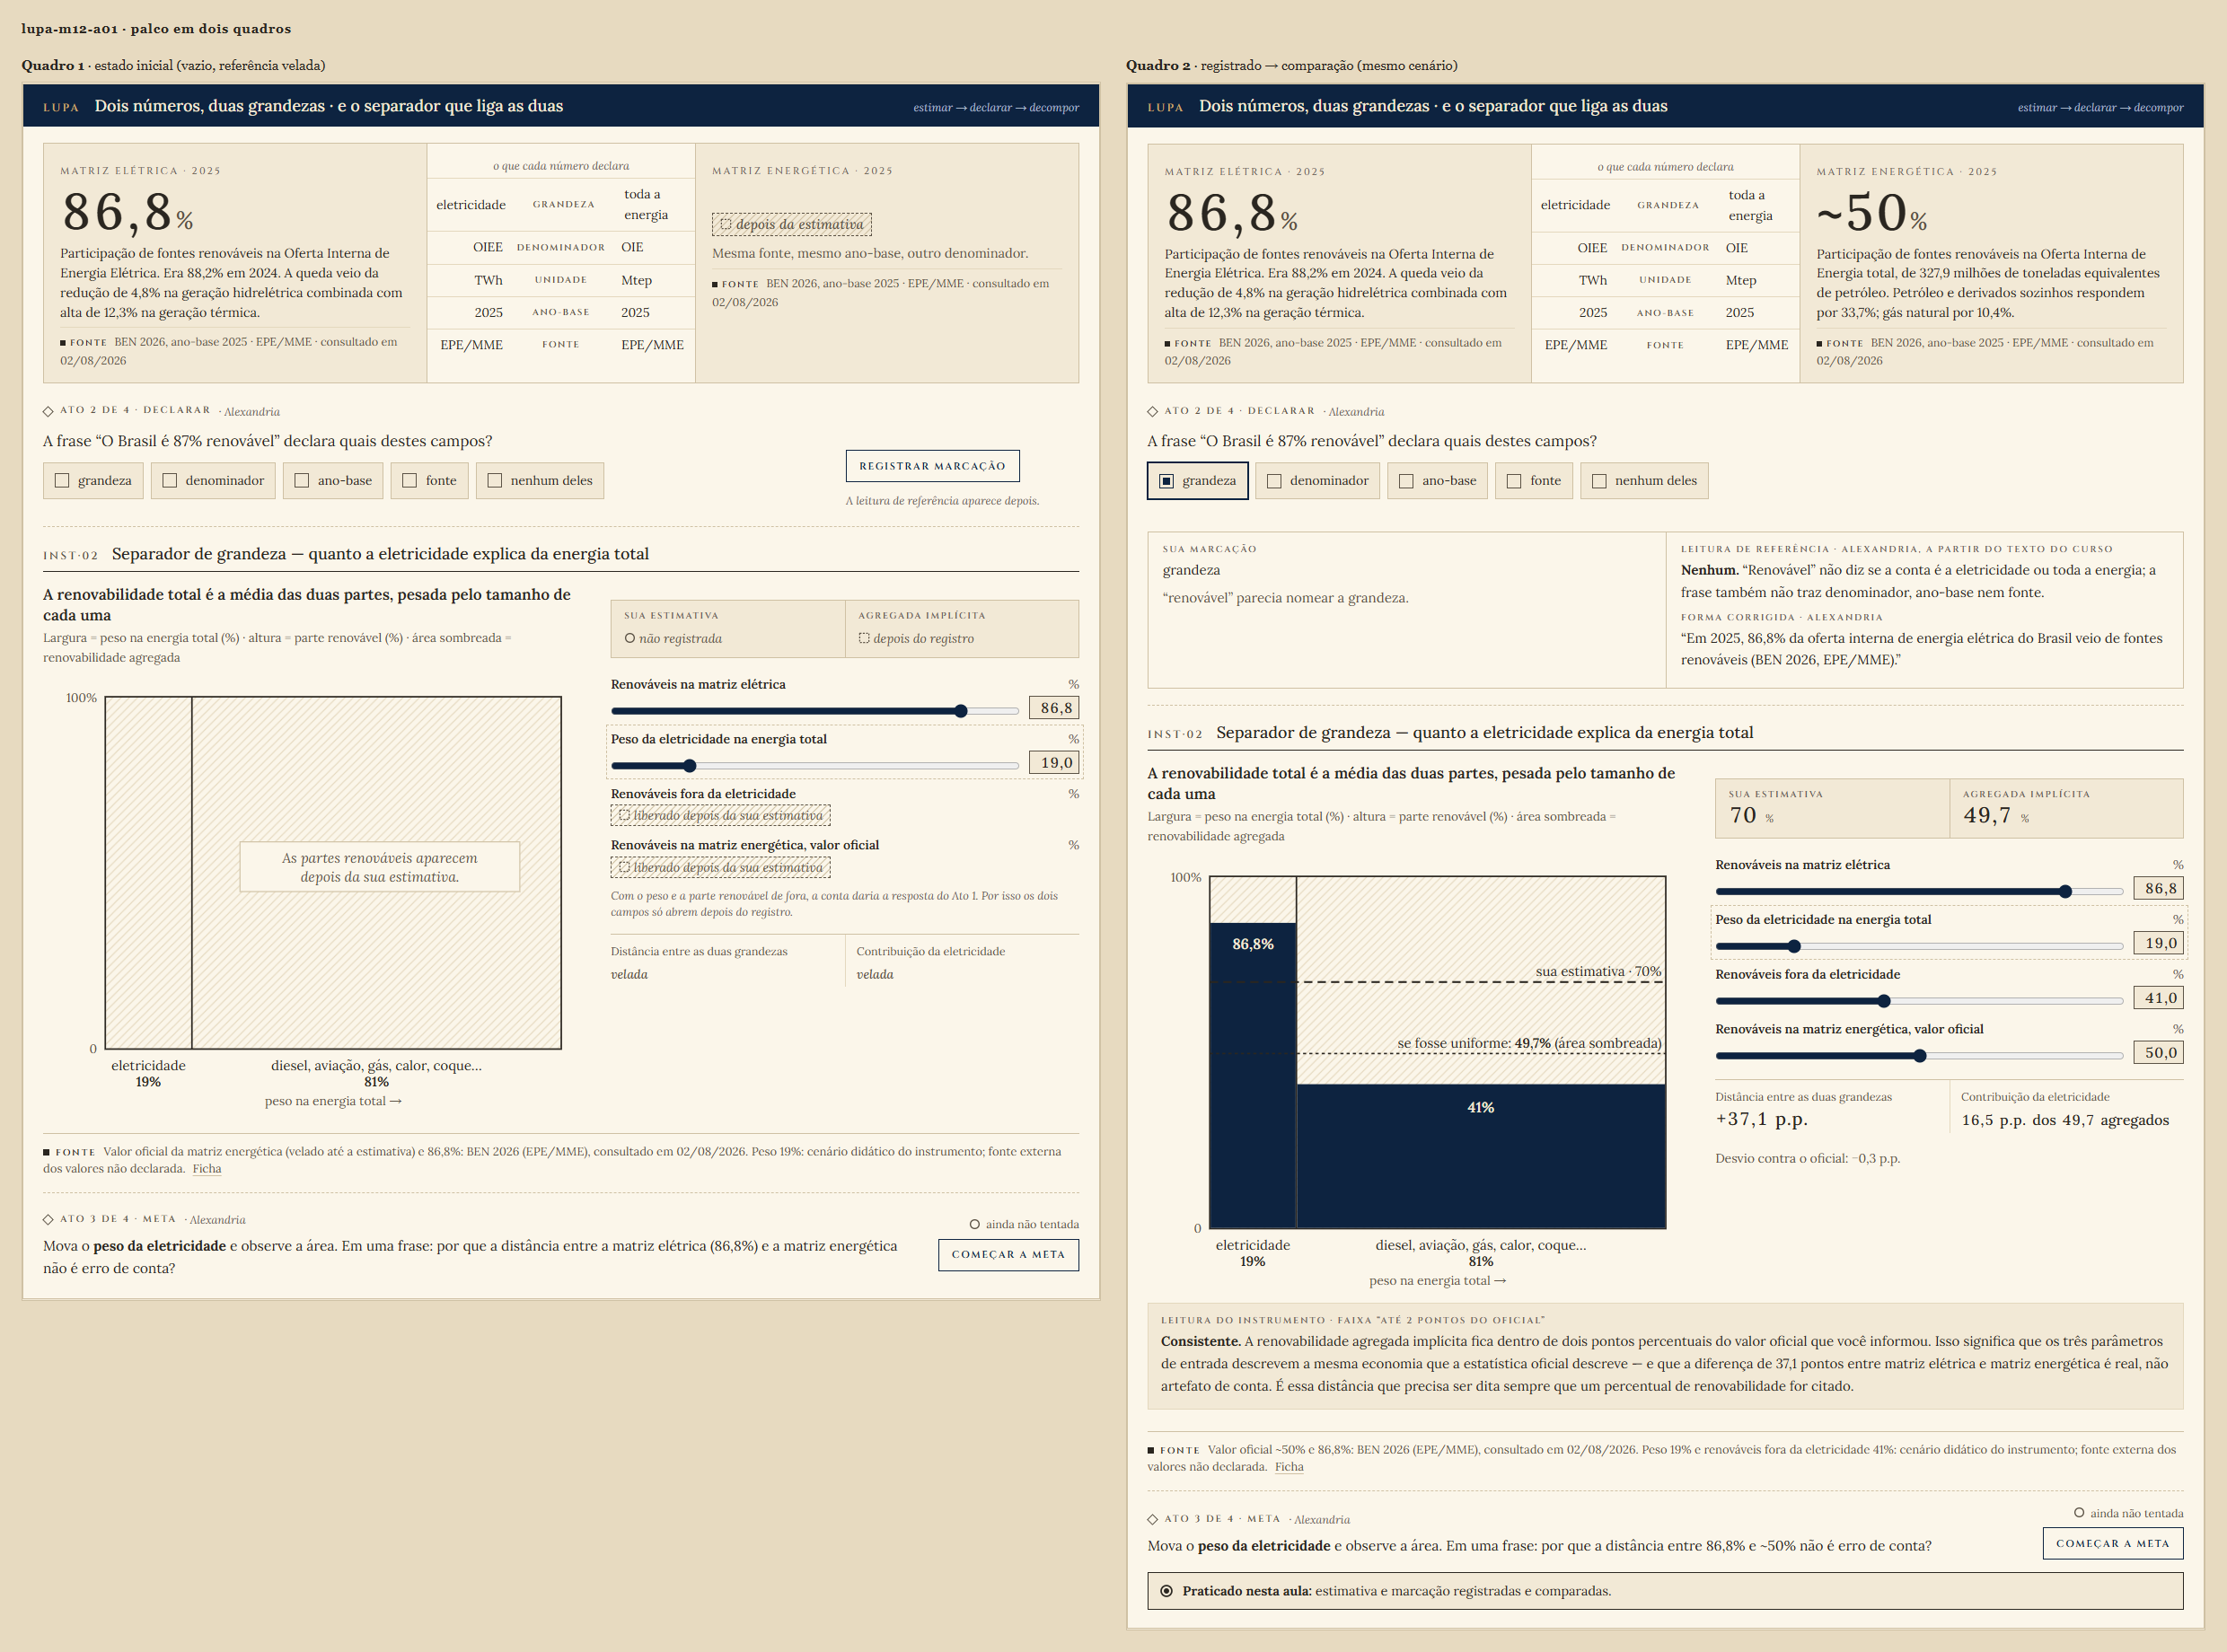 lupa-m12-a01 · palco em dois quadros
Quadro 1 · estado inicial (vazio, referência velada)
LUPA Dois números, duas grandezas · e o separador que liga as duas
estimar → declarar → decompor
MATRIZ ELÉTRICA · 2025
86,8%
Participação de fontes renováveis na Oferta Interna de
Energia Elétrica. Era 88,2% em 2024. A queda veio da
redução de 4,8% na geração hidrelétrica combinada com
alta de 12,3% na geração térmica.
FONTE BEN 2026, ano-base 2025 · EPE/MME · consultado em
02/08/2026
o que cada número declara
eletricidade GRANDEZA toda a
energia
OIEE DENOMINADOR OIE
TWh UNIDADE Mtep
2025 ANO-BASE 2025
EPE/MME FONTE EPE/MME
MATRIZ ENERGÉTICA · 2025
depois da estimativa
Mesma fonte, mesmo ano-base, outro denominador.
FONTE BEN 2026, ano-base 2025 · EPE/MME · consultado em
02/08/2026
ATO 2 DE 4 · DECLARAR · Alexandria
A frase “O Brasil é 87% renovável” declara quais destes campos?
grandeza
denominador
ano-base
fonte
nenhum deles
REGISTRAR MARCAÇÃO
A leitura de referência aparece depois.
INST·02 Separador de grandeza — quanto a eletricidade explica da energia total
A renovabilidade total é a média das duas partes, pesada pelo tamanho de
cada uma
Largura = peso na energia total (%) · altura = parte renovável (%) · área sombreada =
renovabilidade agregada
100%
As partes renováveis aparecem
depois da sua estimativa.
0
eletricidade
19%
diesel, aviação, gás, calor, coque...
81%
peso na energia total →
SUA ESTIMATIVA
não registrada
AGREGADA IMPLÍCITA
depois do registro
Renováveis na matriz elétrica %
86,8
Peso da eletricidade na energia total %
19,0
Renováveis fora da eletricidade %
liberado depois da sua estimativa
Renováveis na matriz energética, valor oficial %
liberado depois da sua estimativa
Com o peso e a parte renovável de fora, a conta daria a resposta do Ato 1. Por isso os dois
campos só abrem depois do registro.
Distância entre as duas grandezas
velada
Contribuição da eletricidade
velada
FONTE Valor oficial da matriz energética (velado até a estimativa) e 86,8%: BEN 2026 (EPE/MME), consultado em 02/08/2026. Peso 19%: cenário didático do instrumento; fonte externa
dos valores não declarada. Ficha
ATO 3 DE 4 · META · Alexandria
ainda não tentada
Mova o peso da eletricidade e observe a área. Em uma frase: por que a distância entre a matriz elétrica (86,8%) e a matriz energética
não é erro de conta?
COMEÇAR A META
Quadro 2 · registrado → comparação (mesmo cenário)
LUPA Dois números, duas grandezas · e o separador que liga as duas
estimar → declarar → decompor
MATRIZ ELÉTRICA · 2025
86,8%
Participação de fontes renováveis na Oferta Interna de
Energia Elétrica. Era 88,2% em 2024. A queda veio da
redução de 4,8% na geração hidrelétrica combinada com
alta de 12,3% na geração térmica.
FONTE BEN 2026, ano-base 2025 · EPE/MME · consultado em
02/08/2026
o que cada número declara
eletricidade GRANDEZA toda a
energia
OIEE DENOMINADOR OIE
TWh UNIDADE Mtep
2025 ANO-BASE 2025
EPE/MME FONTE EPE/MME
MATRIZ ENERGÉTICA · 2025
~50%
Participação de fontes renováveis na Oferta Interna de
Energia total, de 327,9 milhões de toneladas equivalentes
de petróleo. Petróleo e derivados sozinhos respondem
por 33,7%; gás natural por 10,4%.
FONTE BEN 2026, ano-base 2025 · EPE/MME · consultado em
02/08/2026
ATO 2 DE 4 · DECLARAR · Alexandria
A frase “O Brasil é 87% renovável” declara quais destes campos?
grandeza
denominador
ano-base
fonte
nenhum deles
SUA MARCAÇÃO
grandeza
“renovável” parecia nomear a grandeza.
LEITURA DE REFERÊNCIA · ALEXANDRIA, A PARTIR DO TEXTO DO CURSO
Nenhum. “Renovável” não diz se a conta é a eletricidade ou toda a energia; a
frase também não traz denominador, ano-base nem fonte.
FORMA CORRIGIDA · ALEXANDRIA
“Em 2025, 86,8% da oferta interna de energia elétrica do Brasil veio de fontes
renováveis (BEN 2026, EPE/MME).”
INST·02 Separador de grandeza — quanto a eletricidade explica da energia total
A renovabilidade total é a média das duas partes, pesada pelo tamanho de
cada uma
Largura = peso na energia total (%) · altura = parte renovável (%) · área sombreada =
renovabilidade agregada
100%
86,8%
sua estimativa · 70%
se fosse uniforme: 49,7% (área sombreada)
41%
0
eletricidade
19%
diesel, aviação, gás, calor, coque...
81%
peso na energia total →
SUA ESTIMATIVA
70 %
AGREGADA IMPLÍCITA
49,7 %
Renováveis na matriz elétrica %
86,8
Peso da eletricidade na energia total %
19,0
Renováveis fora da eletricidade %
41,0
Renováveis na matriz energética, valor oficial %
50,0
Distância entre as duas grandezas
+37,1 p.p.
Contribuição da eletricidade
16,5 p.p. dos 49,7 agregados
Desvio contra o oficial: −0,3 p.p.
LEITURA DO INSTRUMENTO · FAIXA "ATÉ 2 PONTOS DO OFICIAL"
Consistente. A renovabilidade agregada implícita fica dentro de dois pontos percentuais do valor oficial que você informou. Isso significa que os três parâmetros
de entrada descrevem a mesma economia que a estatística oficial descreve — e que a diferença de 37,1 pontos entre matriz elétrica e matriz energética é real, não
artefato de conta. É essa distância que precisa ser dita sempre que um percentual de renovabilidade for citado.
FONTE Valor oficial ~50% e 86,8%: BEN 2026 (EPE/MME), consultado em 02/08/2026. Peso 19% e renováveis fora da eletricidade 41%: cenário didático do instrumento; fonte externa dos
valores não declarada. Ficha
ATO 3 DE 4 · META · Alexandria
ainda não tentada
Mova o peso da eletricidade e observe a área. Em uma frase: por que a distância entre 86,8% e ~50% não é erro de conta?
COMEÇAR A META
Praticado nesta aula: estimativa e marcação registradas e comparadas.